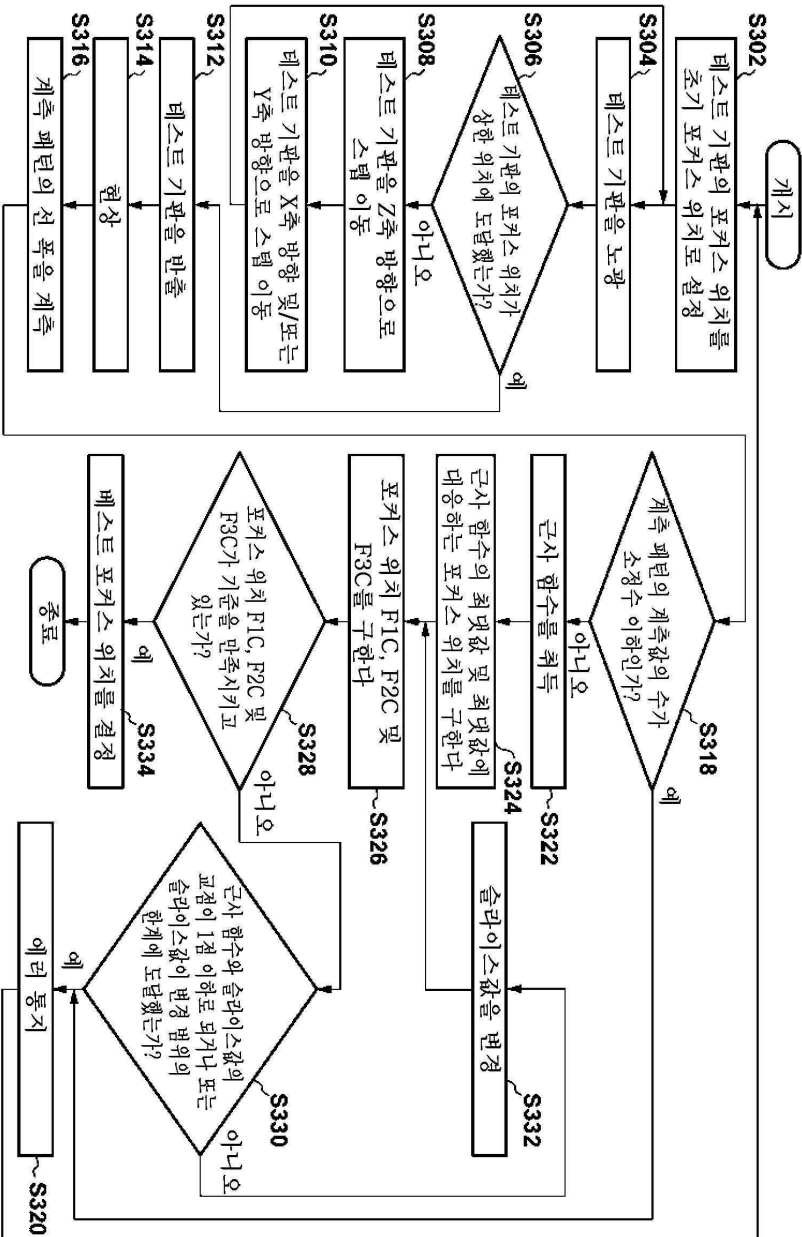 개시
테스트 기판의 포커스 위치를
초기 포커스 위치로 설정
S302
테스트 기판을 노광
S304
테스트 기판의 포커스 위치가
상한 위치에 도달했는가?
S306
예
아니오
테스트 기판을 Z축 방향으로
스텝 이동
S308
테스트 기판을 X축 방향 및/또는
Y축 방향으로 스텝 이동
S310
테스트 기판을 반출
S312
현상
S314
계측 패턴의 선 폭을 계측
S316
계측 패턴의 계측값의 수가
소정수 이하인가?
S318
예
아니오
근사 함수를 취득
S322
근사 함수의 최댓값 및 최댓값에
대응하는 포커스 위치를 구한다
S324
포커스 위치 F1C, F2C 및
F3C를 구한다
S326
포커스 위치 F1C, F2C 및
F3C가 기준을 만족시키고
있는가?
S328
아니오
예
베스트 포커스 위치를 결정
S334
종료
슬라이스값을 변경
S332
근사 함수와 슬라이스값의
교점이 1점 이하로 되거나 또는
슬라이스값이 변경 범위의
한계에 도달했는가?
S330
아니오
예
에러 통지
S320